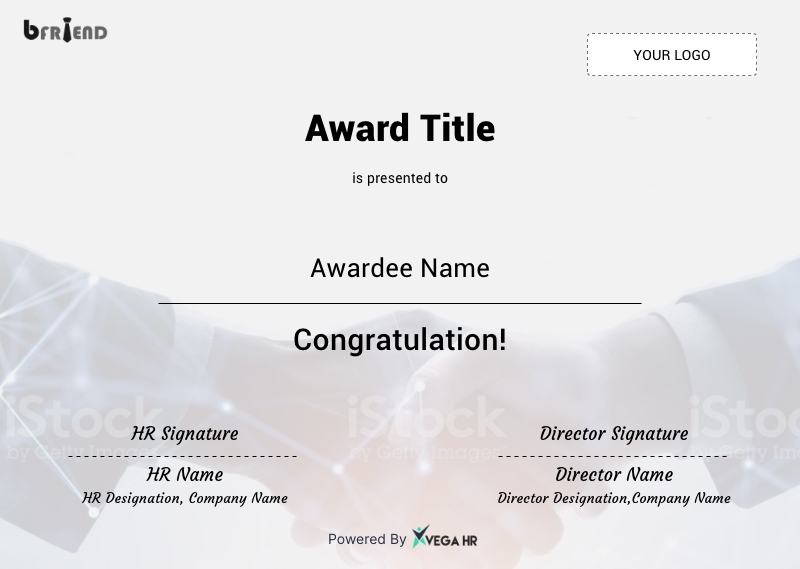 bFRIEND
YOUR LOGO
Award Title
is presented to
Awardee Name
Congratulation!
iStock iStock iStock
by Getty Images by Getty Images by Getty Im
HR Signature Director Signature
HR Name Director Name
HR Designation, Company Name Director Designation,Company Name
Powered By VEGA HR